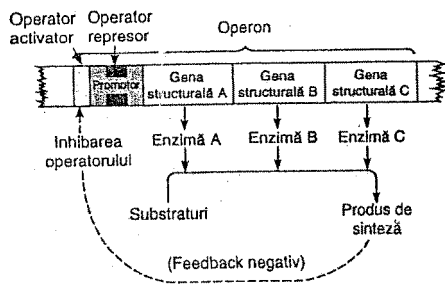 Operator activator
Operator represor
Operon
Promotor
Gena structurală A
Gena structurală B
Gena structurală C
Inhibarea operatorului
Enzimă A
Enzimă B
Enzimă C
Substraturi
Produs de sinteză
(Feedback negativ)